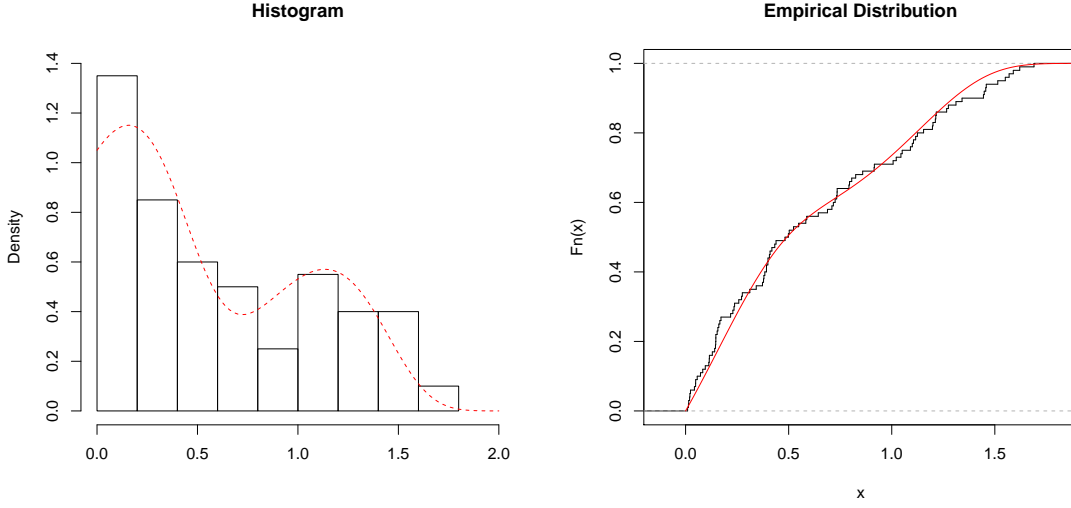 Histogram
Density
0.0 0.2 0.4 0.6 0.8 1.0 1.2 1.4
0.0 0.5 1.0 1.5 2.0
Empirical Distribution
Fn(x)
0.0 0.2 0.4 0.6 0.8 1.0
0.0 0.5 1.0 1.5
x